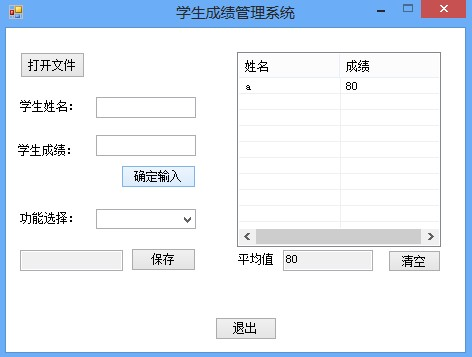 学生成绩管理系统
打开文件
学生姓名：
学生成绩：
确定输入
功能选择：
保存
姓名 成绩
a 80
平均值 80 清空
退出